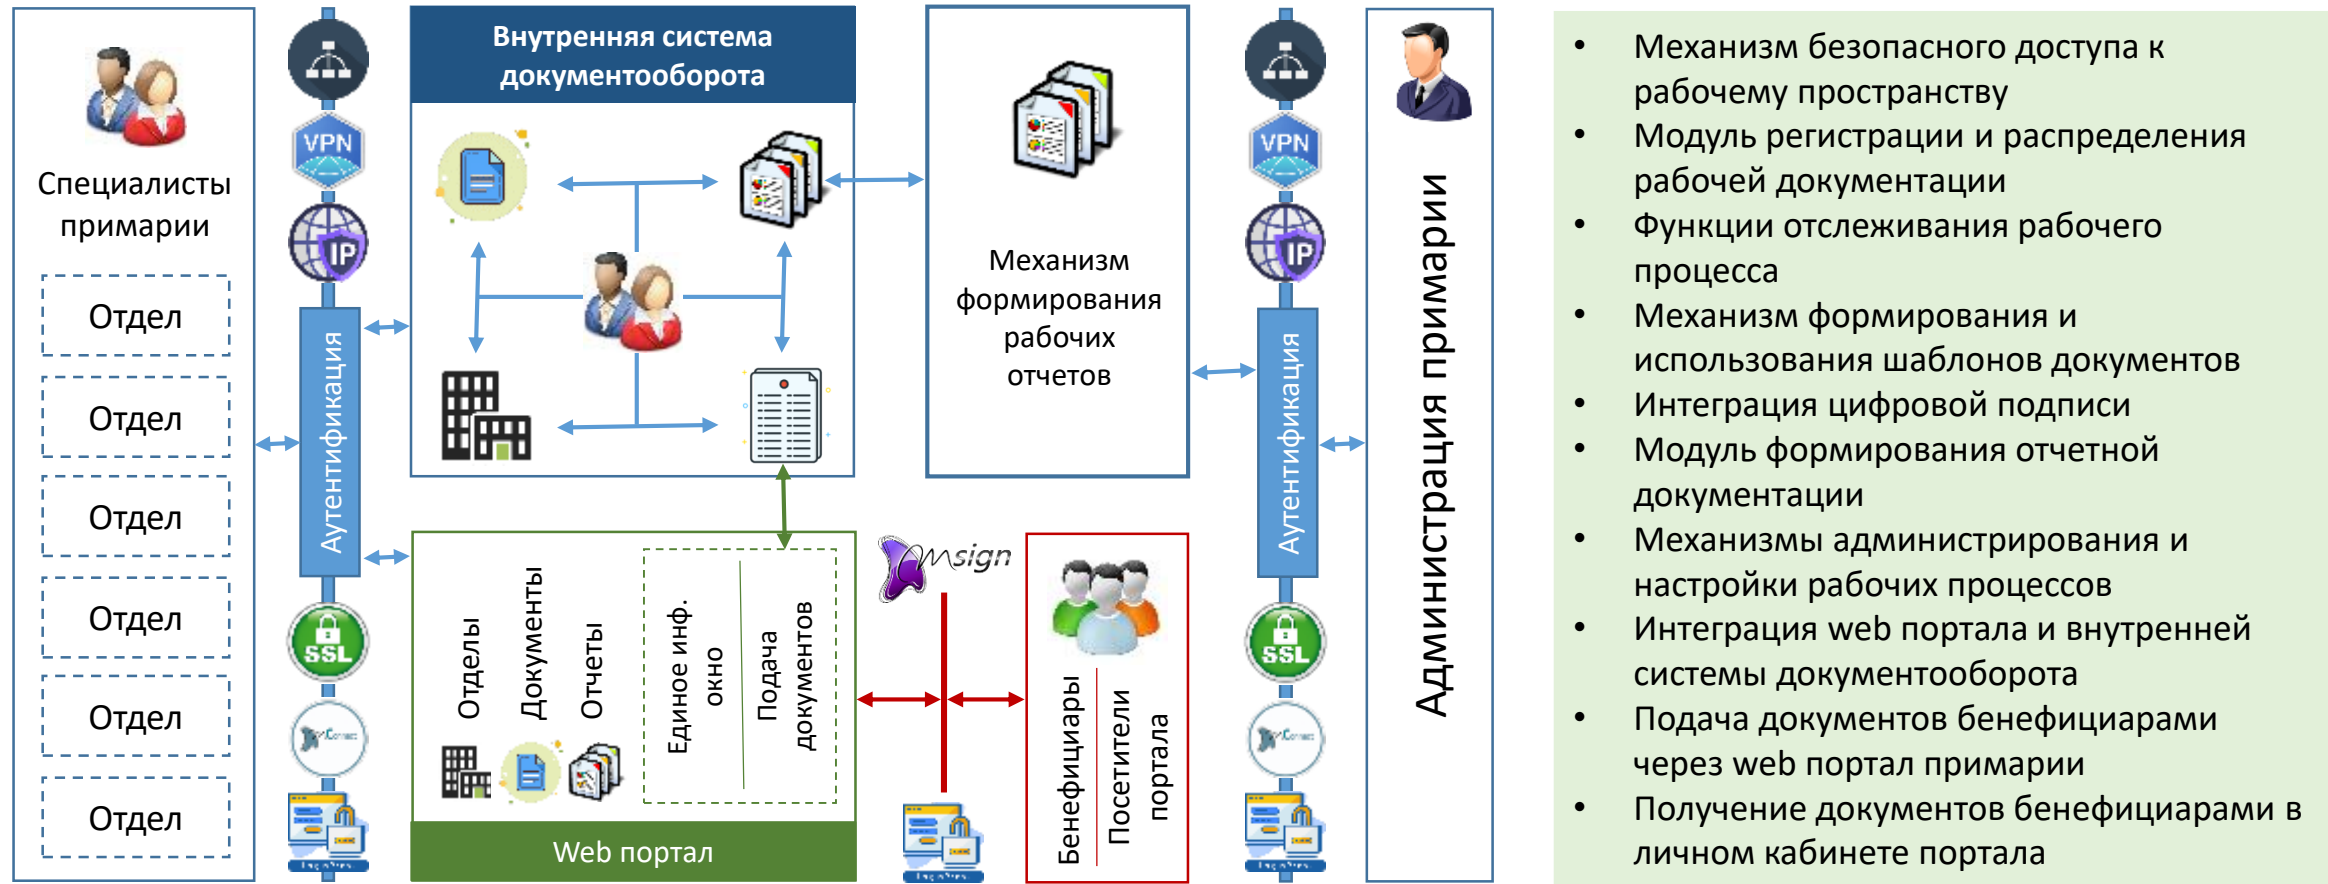 Специалисты
примарии
Отдел
Отдел
Отдел
Отдел
Отдел
Отдел
VPN
IP
Аутентификация
SSL
Внутренняя система
документооборота
Механизм
формирования
рабочих
отчетов
Отделы
Документы
Отчеты
Единое инф.
окно
Подача
документов
Web портал
Msign
Бенефициары
Посетители
портала
VPN
IP
Аутентификация
SSL
Администрация примарии
• Механизм безопасного доступа к
рабочему пространству
• Модуль регистрации и распределения
рабочей документации
• Функции отслеживания рабочего
процесса
• Механизм формирования и
использования шаблонов документов
• Интеграция цифровой подписи
• Модуль формирования отчетной
документации
• Механизмы администрирования и
настройки рабочих процессов
• Интеграция web портала и внутренней
системы документооборота
• Подача документов бенефициарами
через web портал примарии
• Получение документов бенефициарами в
личном кабинете портала